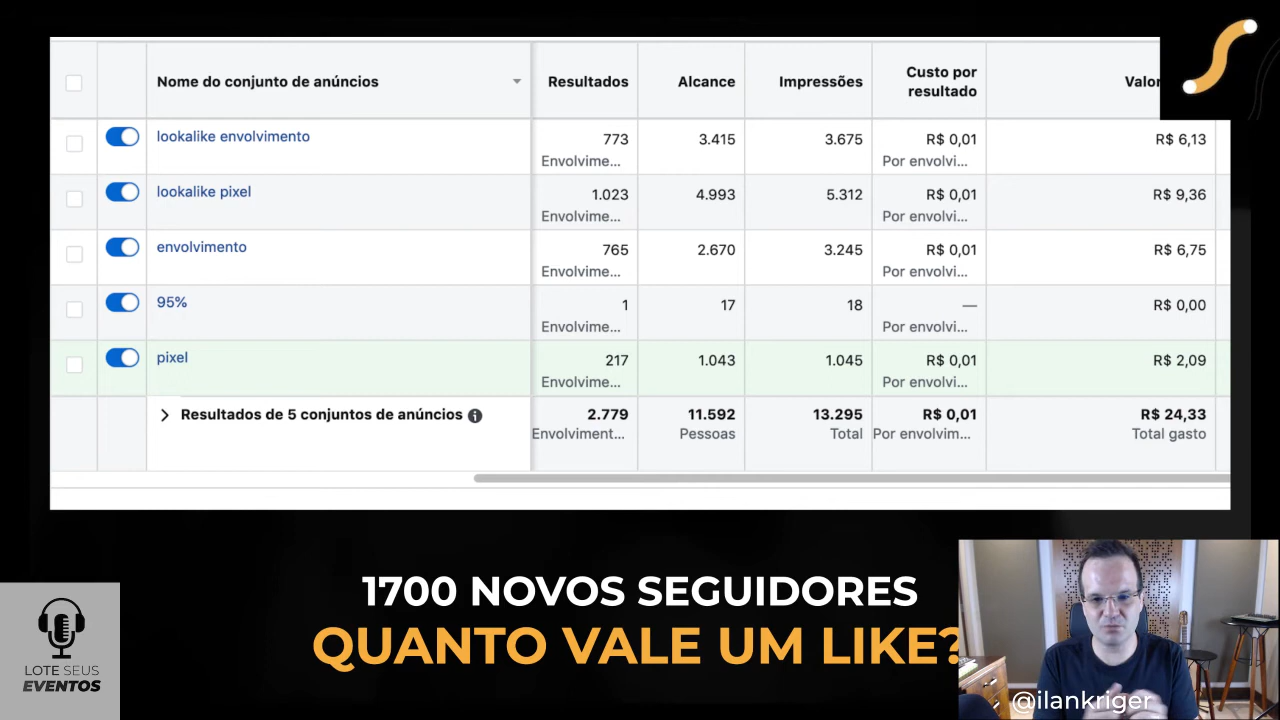 Nome do conjunto de anúncios
Resultados
Alcance
Impressões
Custo por
resultado
Valor
lookalike envolvimento
773
Envolvime...
3.415
3.675
R$ 0,01
Por envolvi...
R$ 6,13
lookalike pixel
1.023
Envolvime...
4.993
5.312
R$ 0,01
Por envolvi...
R$ 9,36
envolvimento
765
Envolvime...
2.670
3.245
R$ 0,01
Por envolvi...
R$ 6,75
95%
1
Envolvime...
17
18
—
Por envolvi...
R$ 0,00
pixel
217
Envolvime...
1.043
1.045
R$ 0,01
Por envolvi...
R$ 2,09
Resultados de 5 conjuntos de anúncios
2.779
Envolviment...
11.592
Pessoas
13.295
Total
R$ 0,01
Por envolvim...
R$ 24,33
Total gasto
1700 NOVOS SEGUIDORES
QUANTO VALE UM LIKE?
LOTE SEUS
EVENTOS
@ilankriger